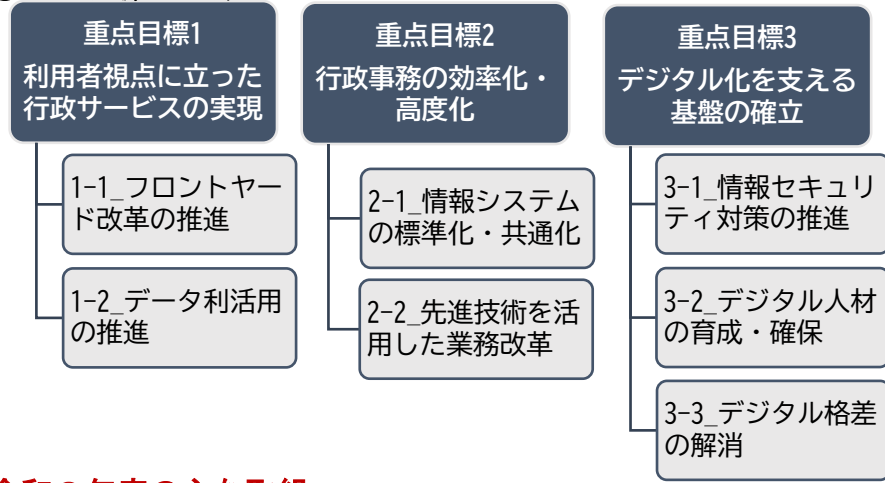 重点目標1
利用者視点に立った
行政サービスの実現
1-1_フロントヤー
ド改革の推進
1-2_データ利活用
の推進
重点目標2
行政事務の効率化・
高度化
2-1_情報システム
の標準化・共通化
2-2_先進技術を活
用した業務改革
重点目標3
デジタル化を支える
基盤の確立
3-1_情報セキュリ
ティ対策の推進
3-2_デジタル人材
の育成・確保
3-3_デジタル格差
の解消